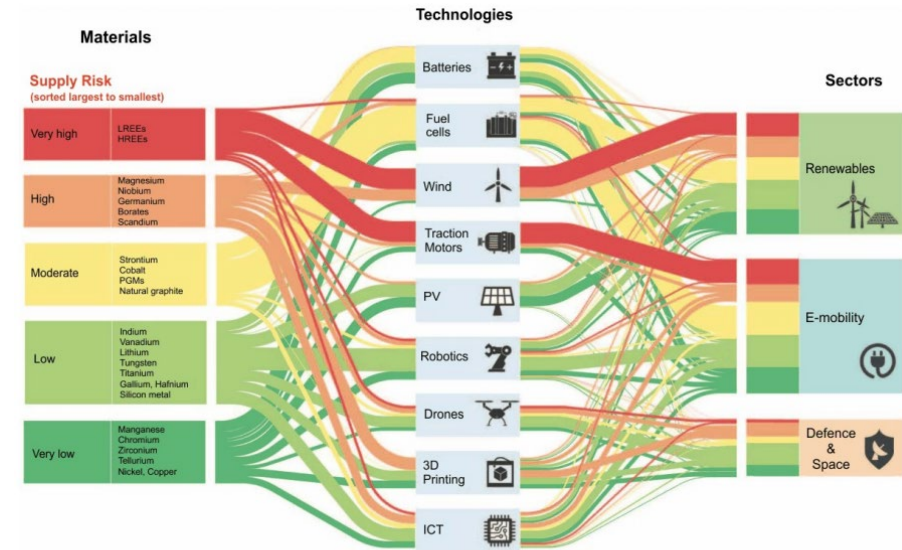 Technologies
Materials
Sectors
Supply Risk
(sorted largest to smallest)
Very high
LREEs
HREEs
High
Magnesium
Niobium
Germanium
Borates
Scandium
Moderate
Strontium
Cobalt
PGMs
Natural graphite
Low
Indium
Vanadium
Lithium
Tungsten
Titanium
Gallium, Hafnium
Silicon metal
Very low
Manganese
Chromium
Zirconium
Tellurium
Nickel, Copper
Batteries
Fuel
cells
Wind
Traction
Motors
PV
Robotics
Drones
3D
Printing
ICT
Renewables
E-mobility
Defence
&
Space